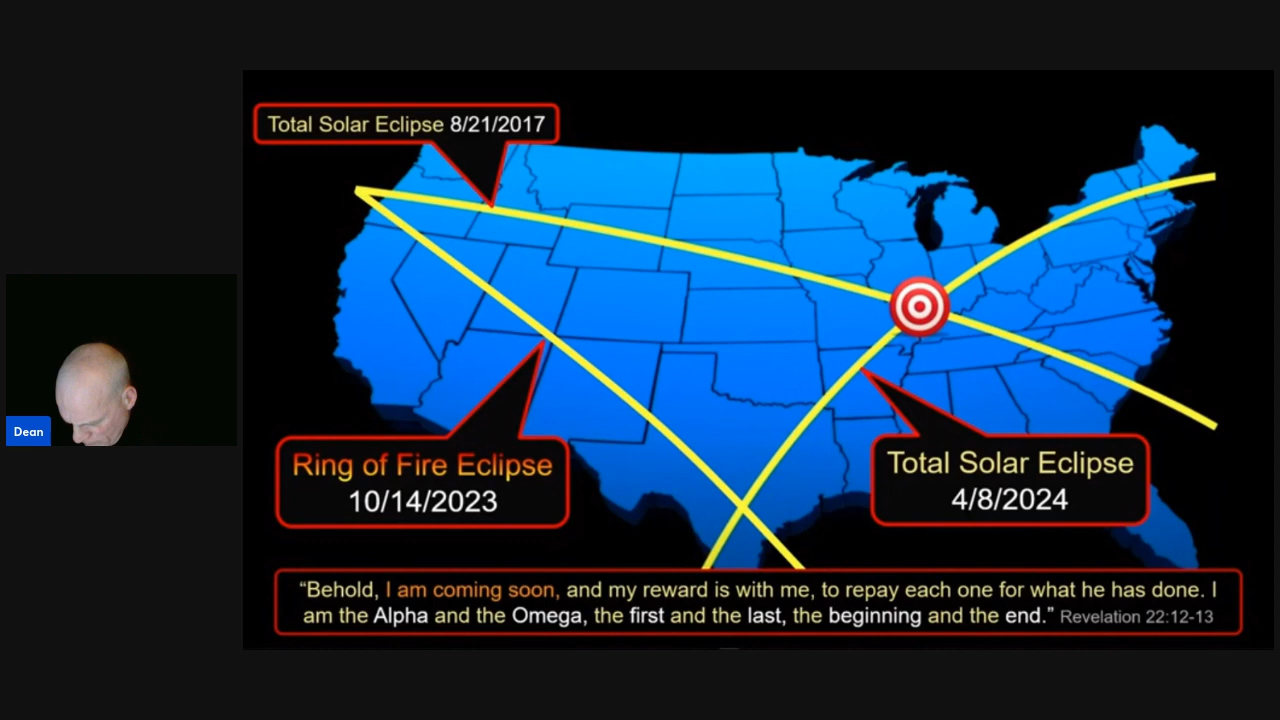 Total Solar Eclipse 8/21/2017
Ring of Fire Eclipse
10/14/2023
Total Solar Eclipse
4/8/2024
“Behold, I am coming soon, and my reward is with me, to repay each one for what he has done. I
am the Alpha and the Omega, the first and the last, the beginning and the end.” Revelation 22:12-13
Dean